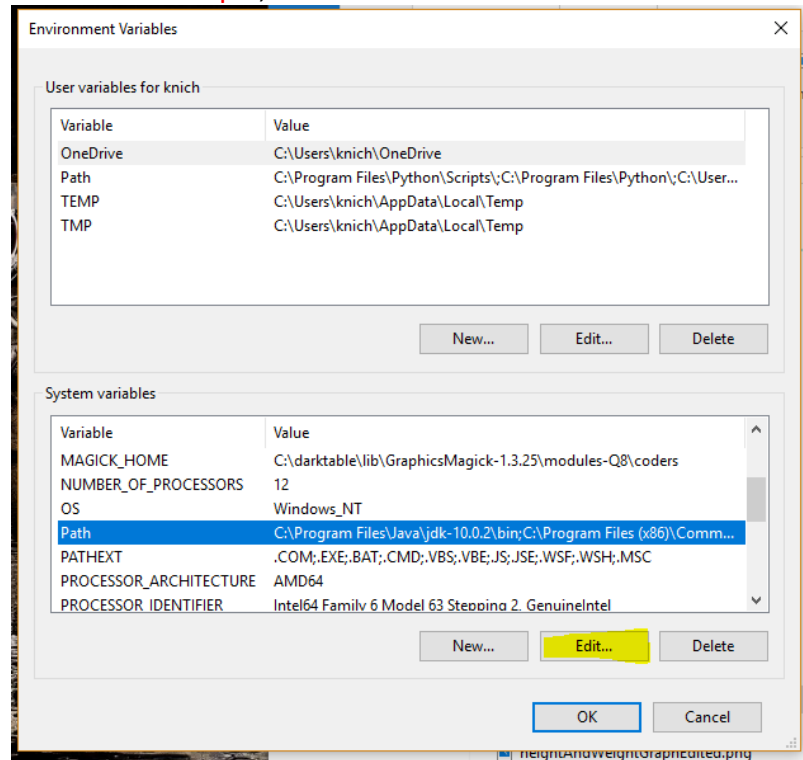 Environment Variables
User variables for knich
Variable Value
OneDrive C:\Users\knich\OneDrive
Path C:\Program Files\Python\Scripts\;C:\Program Files\Python\;C:\User...
TEMP C:\Users\knich\AppData\Local\Temp
TMP C:\Users\knich\AppData\Local\Temp
New... Edit... Delete
System variables
Variable Value
MAGICK_HOME C:\darktable\lib\GraphicsMagick-1.3.25\modules-Q8\coders
NUMBER_OF_PROCESSORS 12
OS Windows_NT
Path C:\Program Files\Java\jdk-10.0.2\bin;C:\Program Files (x86)\Comm...
PATHEXT .COM;.EXE;.BAT;.CMD;.VBS;.VBE;.JS;.JSE;.WSF;.WSH;.MSC
PROCESSOR_ARCHITECTURE AMD64
PROCESSOR_IDENTIFIER Intel64 Family 6 Model 63 Stepping 2, GenuineIntel
New... Edit... Delete
OK Cancel
heightAndWeightGraphEdited.png